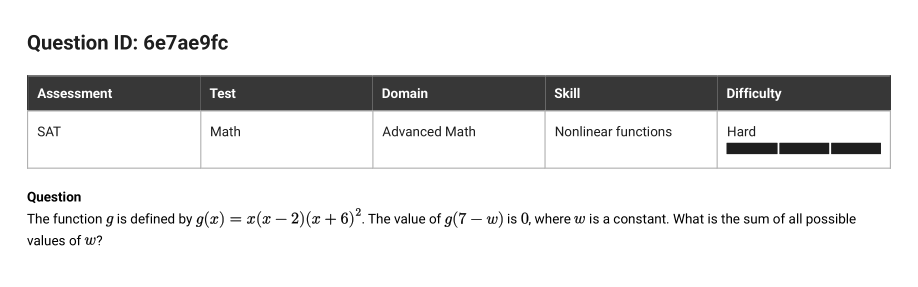 Question ID: 6e7ae9fc
Assessment Test Domain Skill Difficulty
SAT Math Advanced Math Nonlinear functions Hard
Question
The function g is defined by g(x) = x(x − 2)(x + 6)². The value of g(7 − w) is 0, where w is a constant. What is the sum of all possible
values of w?